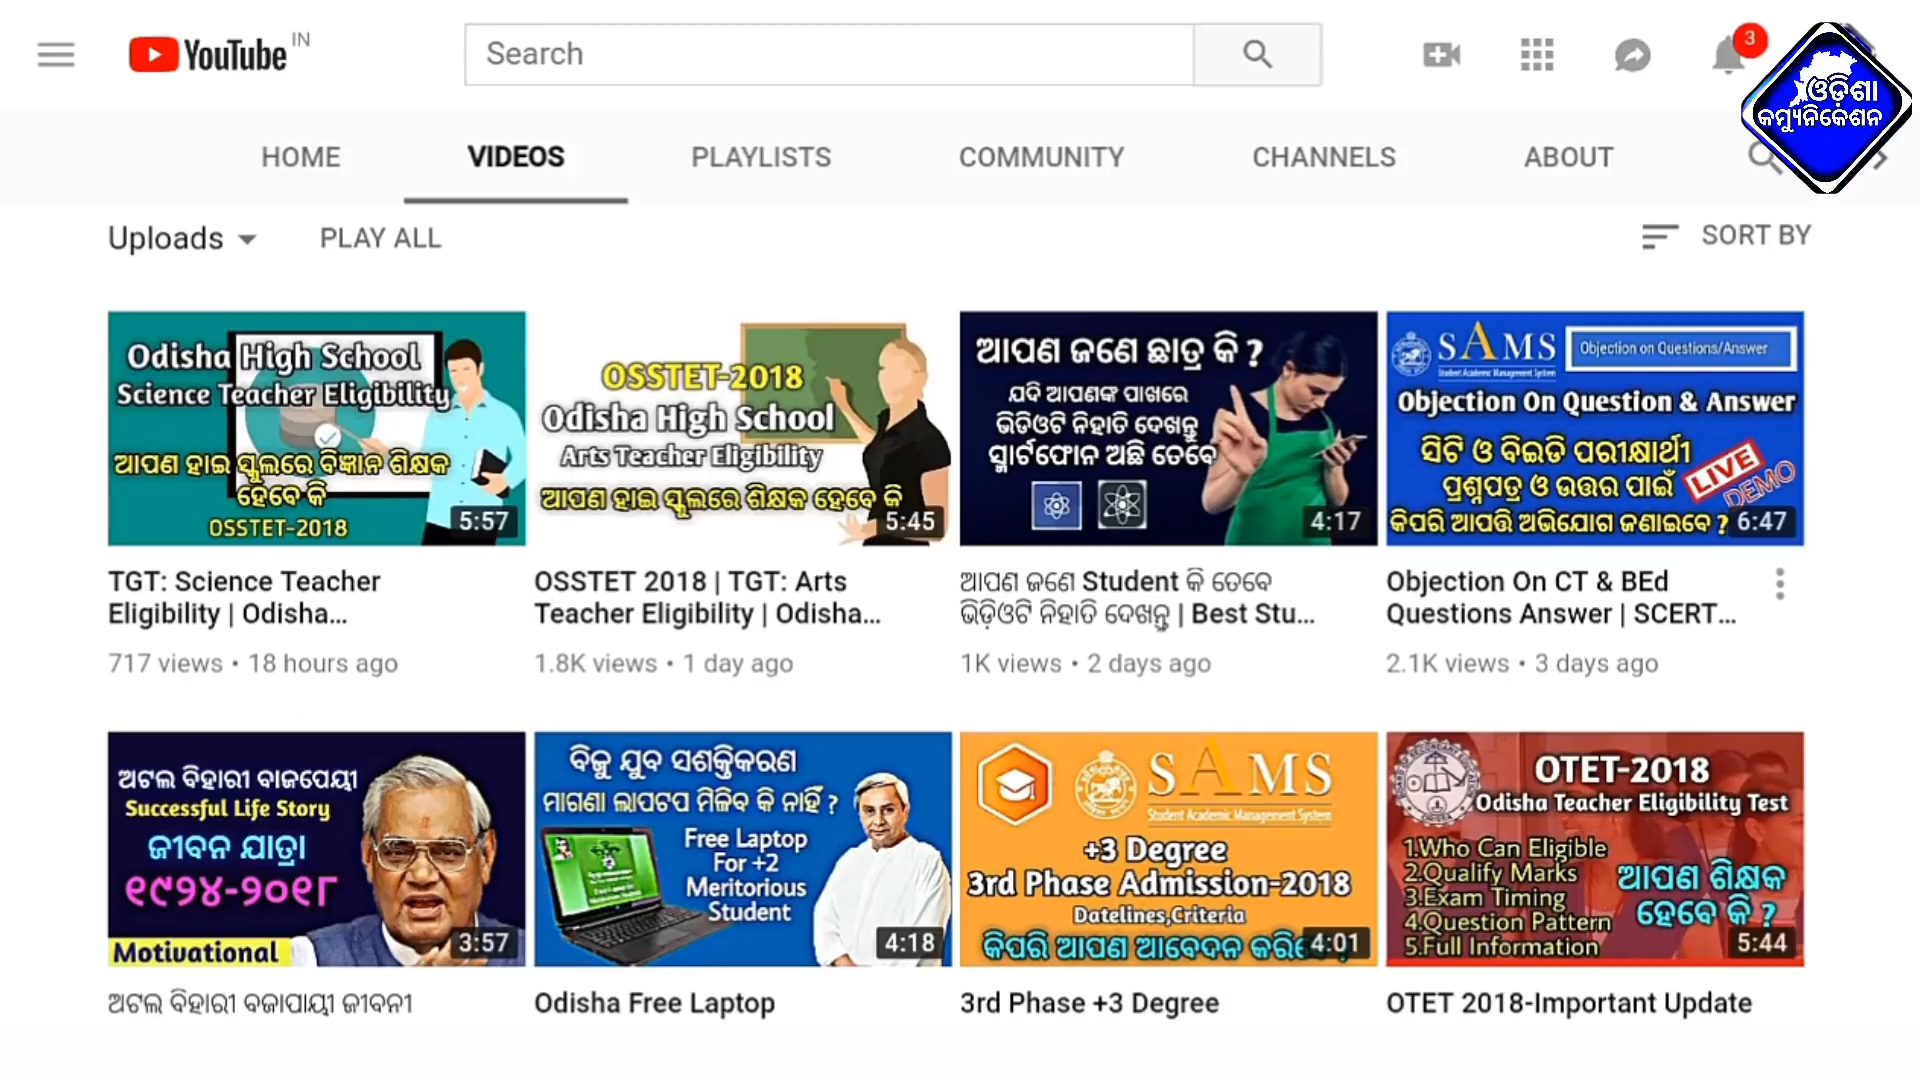 YouTube IN
Search
3
ଓଡ଼ିଶା
କମ୍ୟୁନିକେଶନ
HOME
VIDEOS
PLAYLISTS
COMMUNITY
CHANNELS
ABOUT
Uploads
PLAY ALL
SORT BY
Odisha High School
Science Teacher Eligibility
ଆପଣ ହାଇ ସ୍କୁଲରେ ବିଜ୍ଞାନ ଶିକ୍ଷକ
ହେବେ କି
OSSTET-2018
5:57
TGT: Science Teacher
Eligibility | Odisha...
717 views • 18 hours ago
OSSTET-2018
Odisha High School
Arts Teacher Eligibility
ଆପଣ ହାଇ ସ୍କୁଲରେ ଶିକ୍ଷକ ହେବେ କି
5:45
OSSTET 2018 | TGT: Arts
Teacher Eligibility | Odisha...
1.8K views • 1 day ago
ଆପଣ ଜଣେ ଛାତ୍ର କି ?
ଯଦି ଆପଣଙ୍କ ପାଖରେ
ଭିଡିଓଟି ନିହାତି ଦେଖନ୍ତୁ
ସ୍ମାର୍ଟଫୋନ ଅଛି ତେବେ
4:17
ଆପଣ ଜଣେ Student କି ତେବେ
ଭିଡ଼ିଓଟି ନିହାତି ଦେଖନ୍ତୁ | Best Stu...
1K views • 2 days ago
SAMS
Student Academic Management System
Objection on Questions/Answer
Objection On Question & Answer
ସିଟି ଓ ବିଇଡି ପରୀକ୍ଷାର୍ଥୀ
ପ୍ରଶ୍ନପତ୍ର ଓ ଉତ୍ତର ପାଇଁ
LIVE
DEMO
କିପରି ଆପତ୍ତି ଅଭିଯୋଗ ଜଣାଇବେ ?
6:47
Objection On CT & BEd
Questions Answer | SCERT...
2.1K views • 3 days ago
ଅଟଲ ବିହାରୀ ବାଜପେୟୀ
Successful Life Story
ଜୀବନ ଯାତ୍ରା
୧୯୨୪-୨୦୧୮
Motivational
3:57
ଅଟଲ ବିହାରୀ ବଜାପାୟୀ ଜୀବନୀ
ବିଜୁ ଯୁବ ସଶକ୍ତିକରଣ
ମାଗଣା ଲାପଟପ ମିଳିବ କି ନାହିଁ ?
Free Laptop
For +2
Meritorious
Student
4:18
Odisha Free Laptop
SAMS
Student Academic Management System
+3 Degree
3rd Phase Admission-2018
Datelines,Criteria
କିପରି ଆପଣ ଆବେଦନ
4:01
3rd Phase +3 Degree
OTET-2018
Odisha Teacher Eligibility Test
1.Who Can Eligible
2.Qualify Marks
3.Exam Timing
4.Question Pattern
5.Full Information
ଆପଣ ଶିକ୍ଷକ
ହେବେ କି ?
5:44
OTET 2018-Important Update